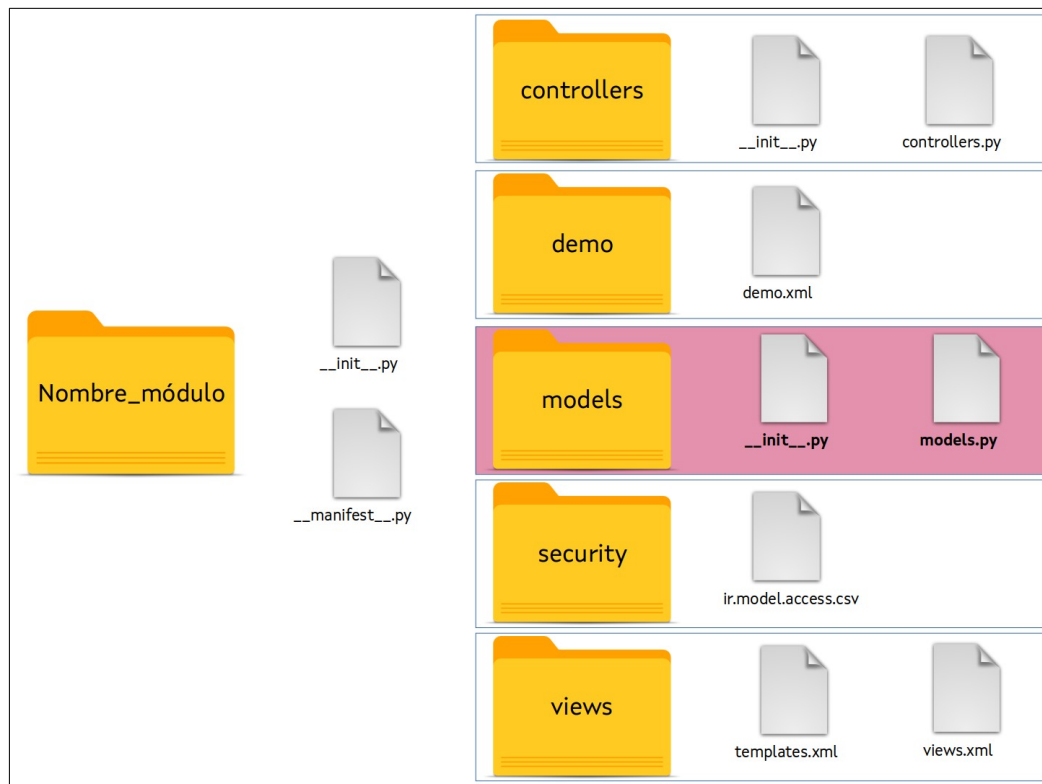 Nombre_módulo
__init__.py
__manifest__.py
controllers
__init__.py
controllers.py
demo
demo.xml
models
__init__.py
models.py
security
ir.model.access.csv
views
templates.xml
views.xml